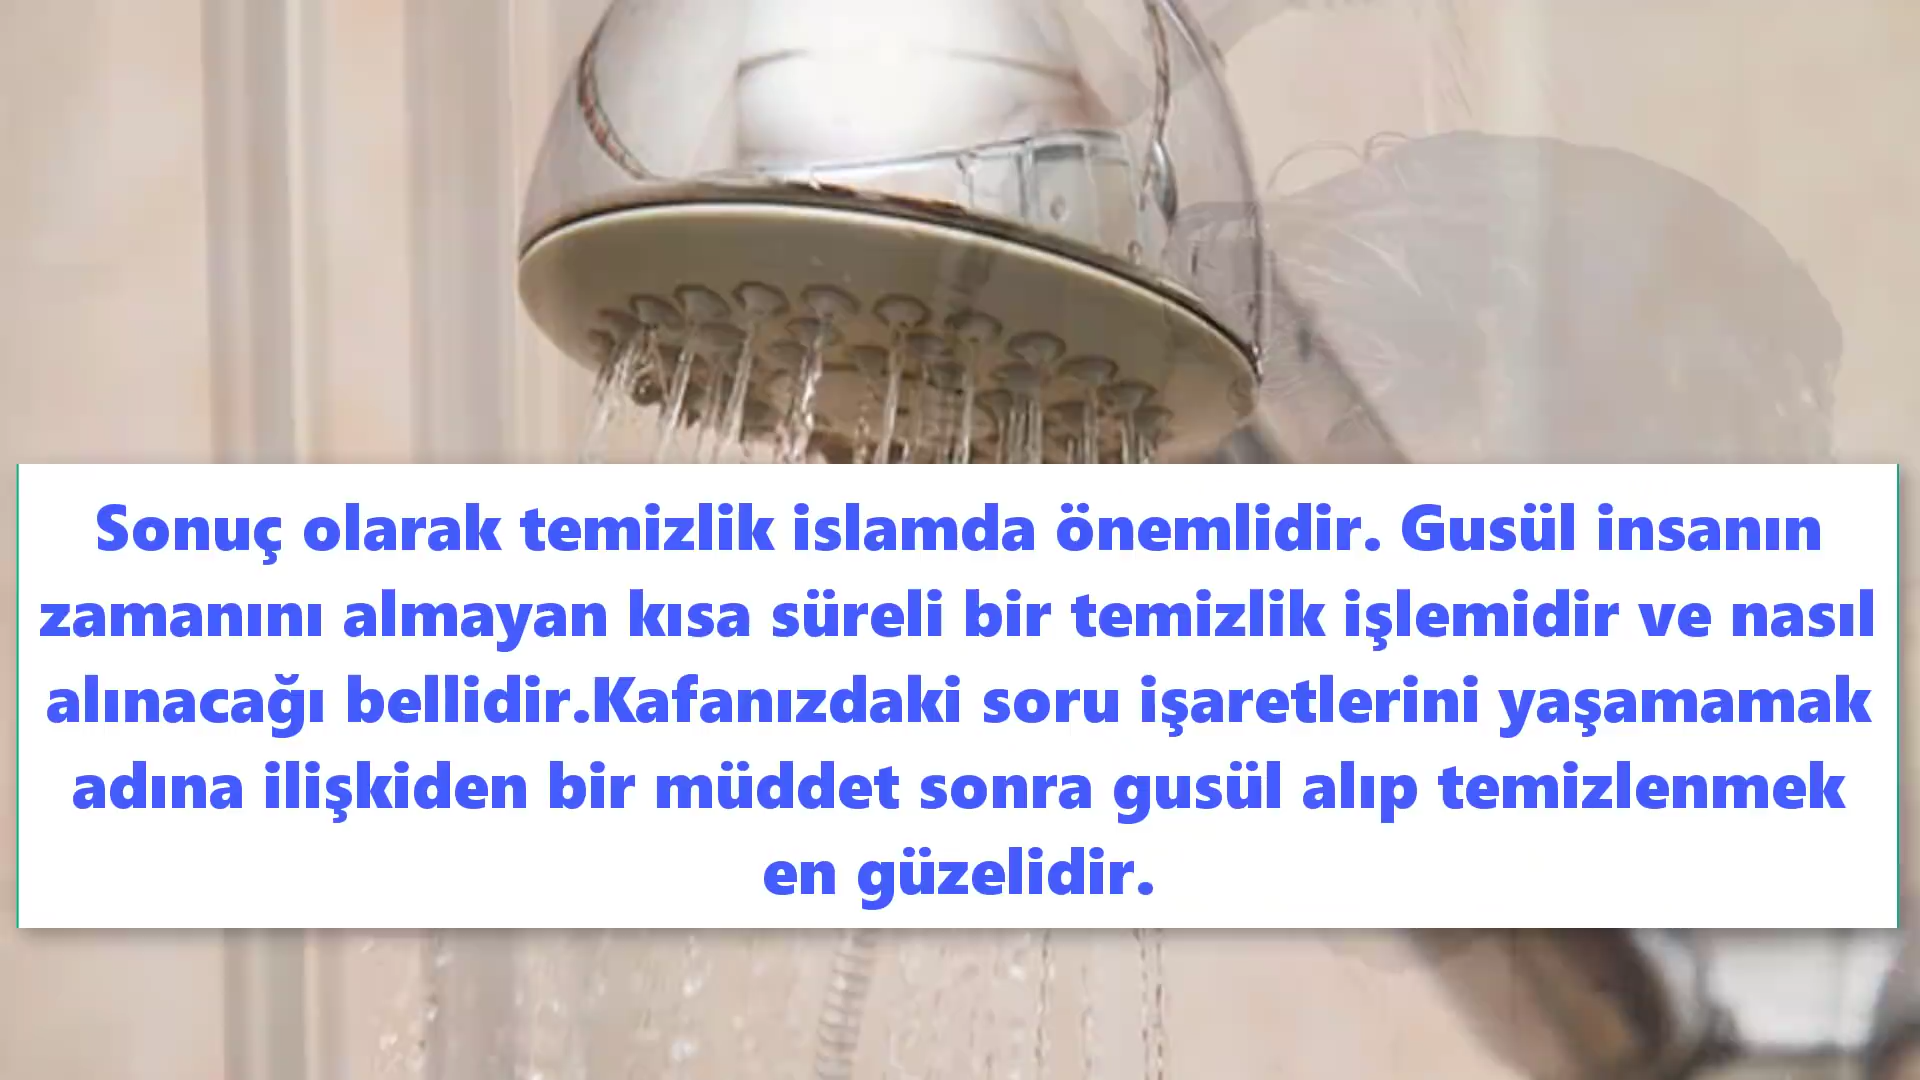 Sonuç olarak temizlik islamda önemlidir. Gusül insanın
zamanını almayan kısa süreli bir temizlik işlemidir ve nasıl
alınacağı bellidir.Kafanızdaki soru işaretlerini yaşamamak
adına ilişkiden bir müddet sonra gusül alıp temizlenmek
en güzelidir.